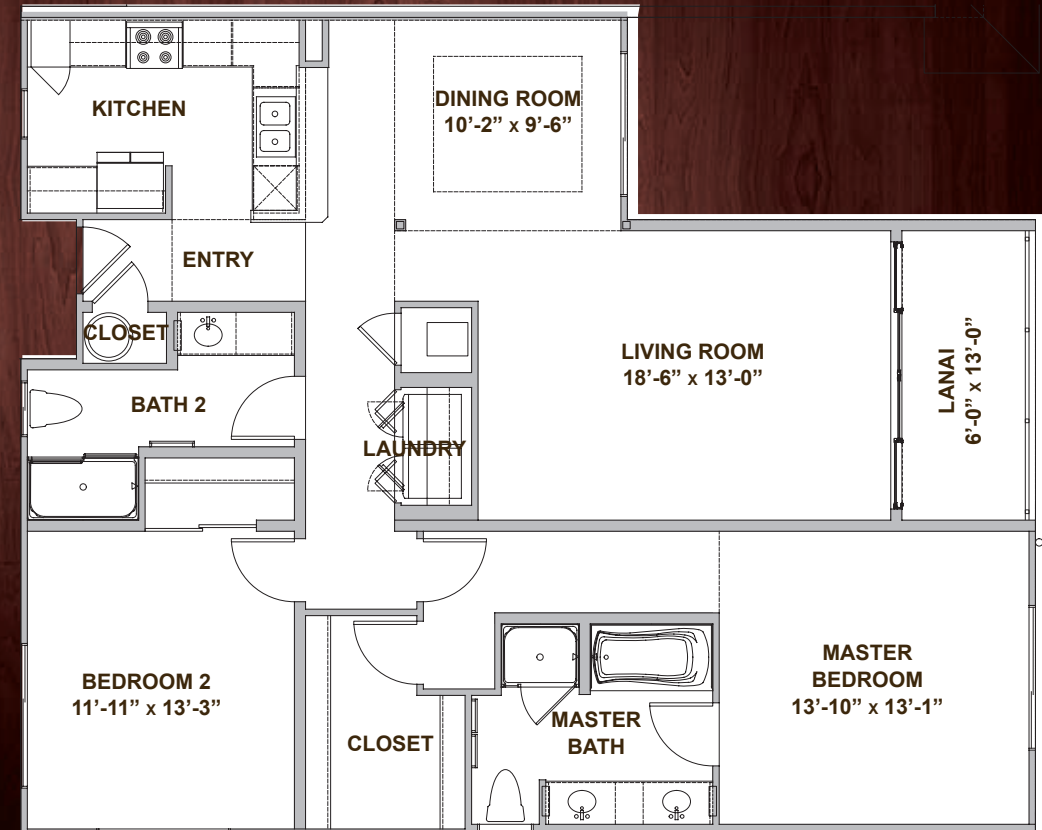 KITCHEN
DINING ROOM
10’-2” x 9’-6”
ENTRY
CLOSET
LIVING ROOM
18’-6” x 13’-0”
LANAI
6’-0” x 13’-0”
BATH 2
LAUNDRY
BEDROOM 2
11’-11” x 13’-3”
CLOSET
MASTER
BATH
MASTER
BEDROOM
13’-10” x 13’-1”